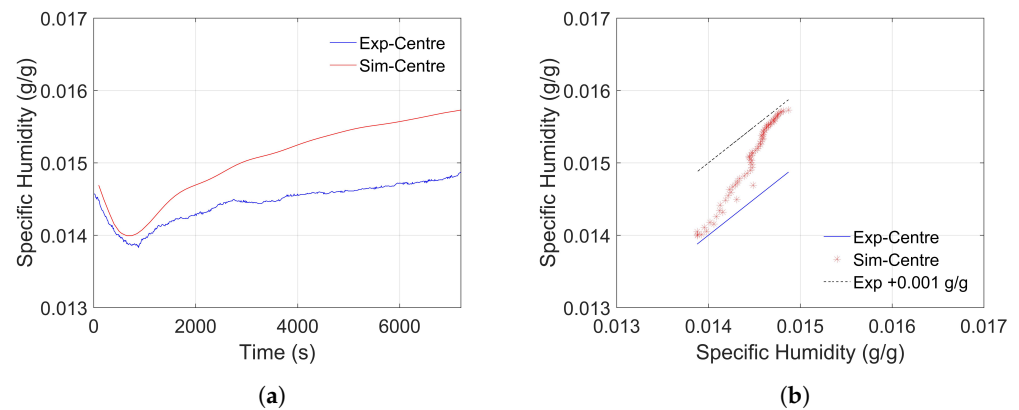 0.017
0.016
0.015
0.014
0.013
Specific Humidity (g/g)
Exp-Centre
Sim-Centre
0
2000
4000
6000
Time (s)
(a)
0.017
0.016
0.015
0.014
0.013
Specific Humidity (g/g)
Exp-Centre
Sim-Centre
Exp +0.001 g/g
0.013
0.014
0.015
0.016
0.017
Specific Humidity (g/g)
(b)